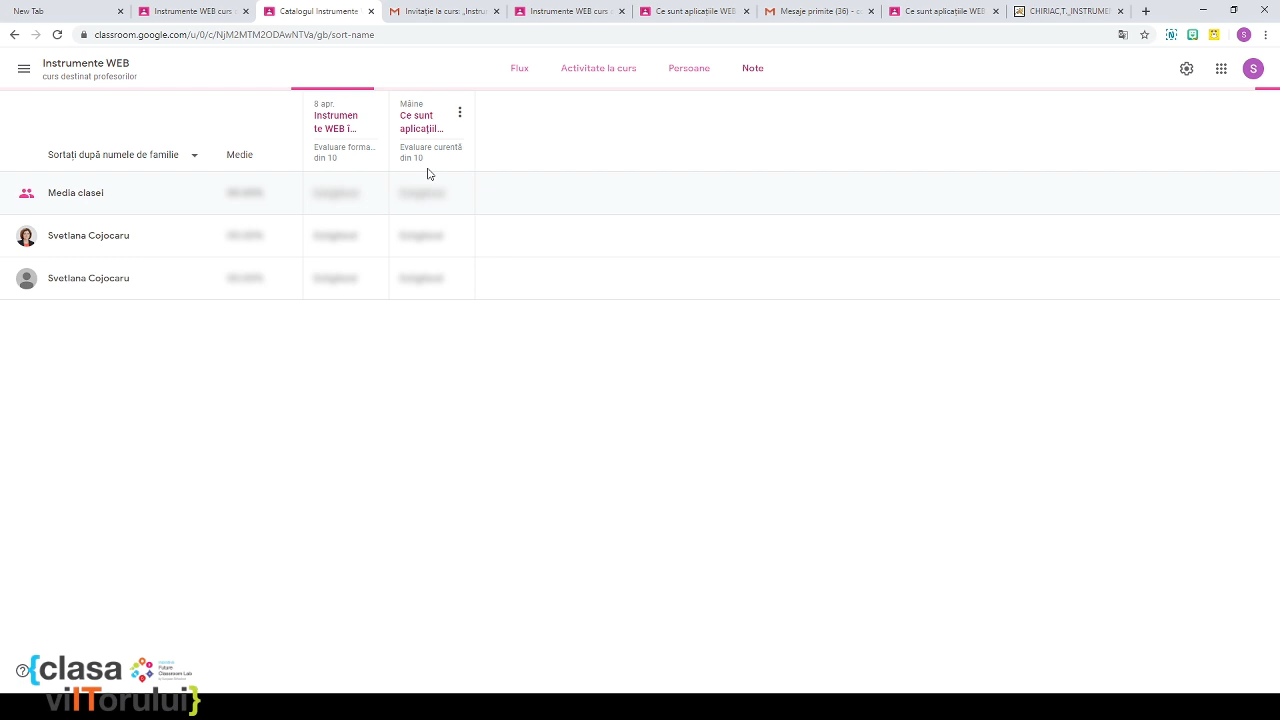 New Tab
Instrumente WEB curs
Catalogul Instrumente
Invitație la curs: „Instru
Instrumente WEB curs
Ce sunt aplicațiile WEB
Mesaje primite (36) - c
Ce sunt aplicațiile WEB
CHIRIAC,T._INSTRUMEN
classroom.google.com/u/0/c/NjM2MTM2ODAwNTVa/gb/sort-name
S
Instrumente WEB
curs destinat profesorilor
Flux
Activitate la curs
Persoane
Note
S
8 apr.
Instrumen
te WEB î...
Evaluare forma...
din 10
Mâine
Ce sunt
aplicațiil...
Evaluare curentă
din 10
Sortați după numele de familie
Medie
Media clasei
Svetlana Cojocaru
Svetlana Cojocaru
{clasa
viITorului}
Future
Classroom Lab